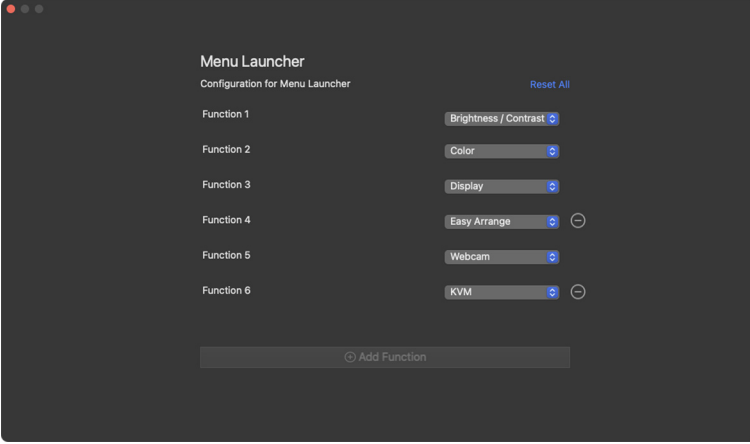 Menu Launcher
Configuration for Menu Launcher Reset All
Function 1 Brightness / Contrast
Function 2 Color
Function 3 Display
Function 4 Easy Arrange
Function 5 Webcam
Function 6 KVM
Add Function